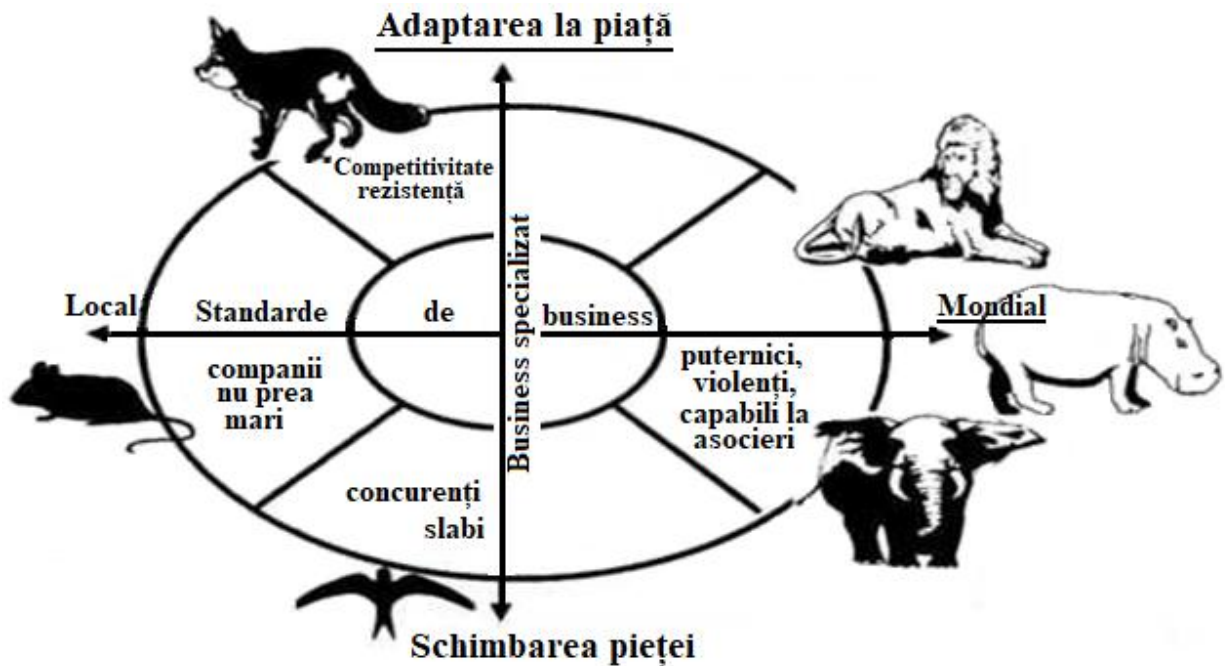 Adaptarea la piață
Competitivitate
rezistență
Local
Standarde de business
Mondial
Business specializat
companii
nu prea
mari
puternici,
violenți,
capabili la
asocieri
concurenți
slabi
Schimbarea pieței